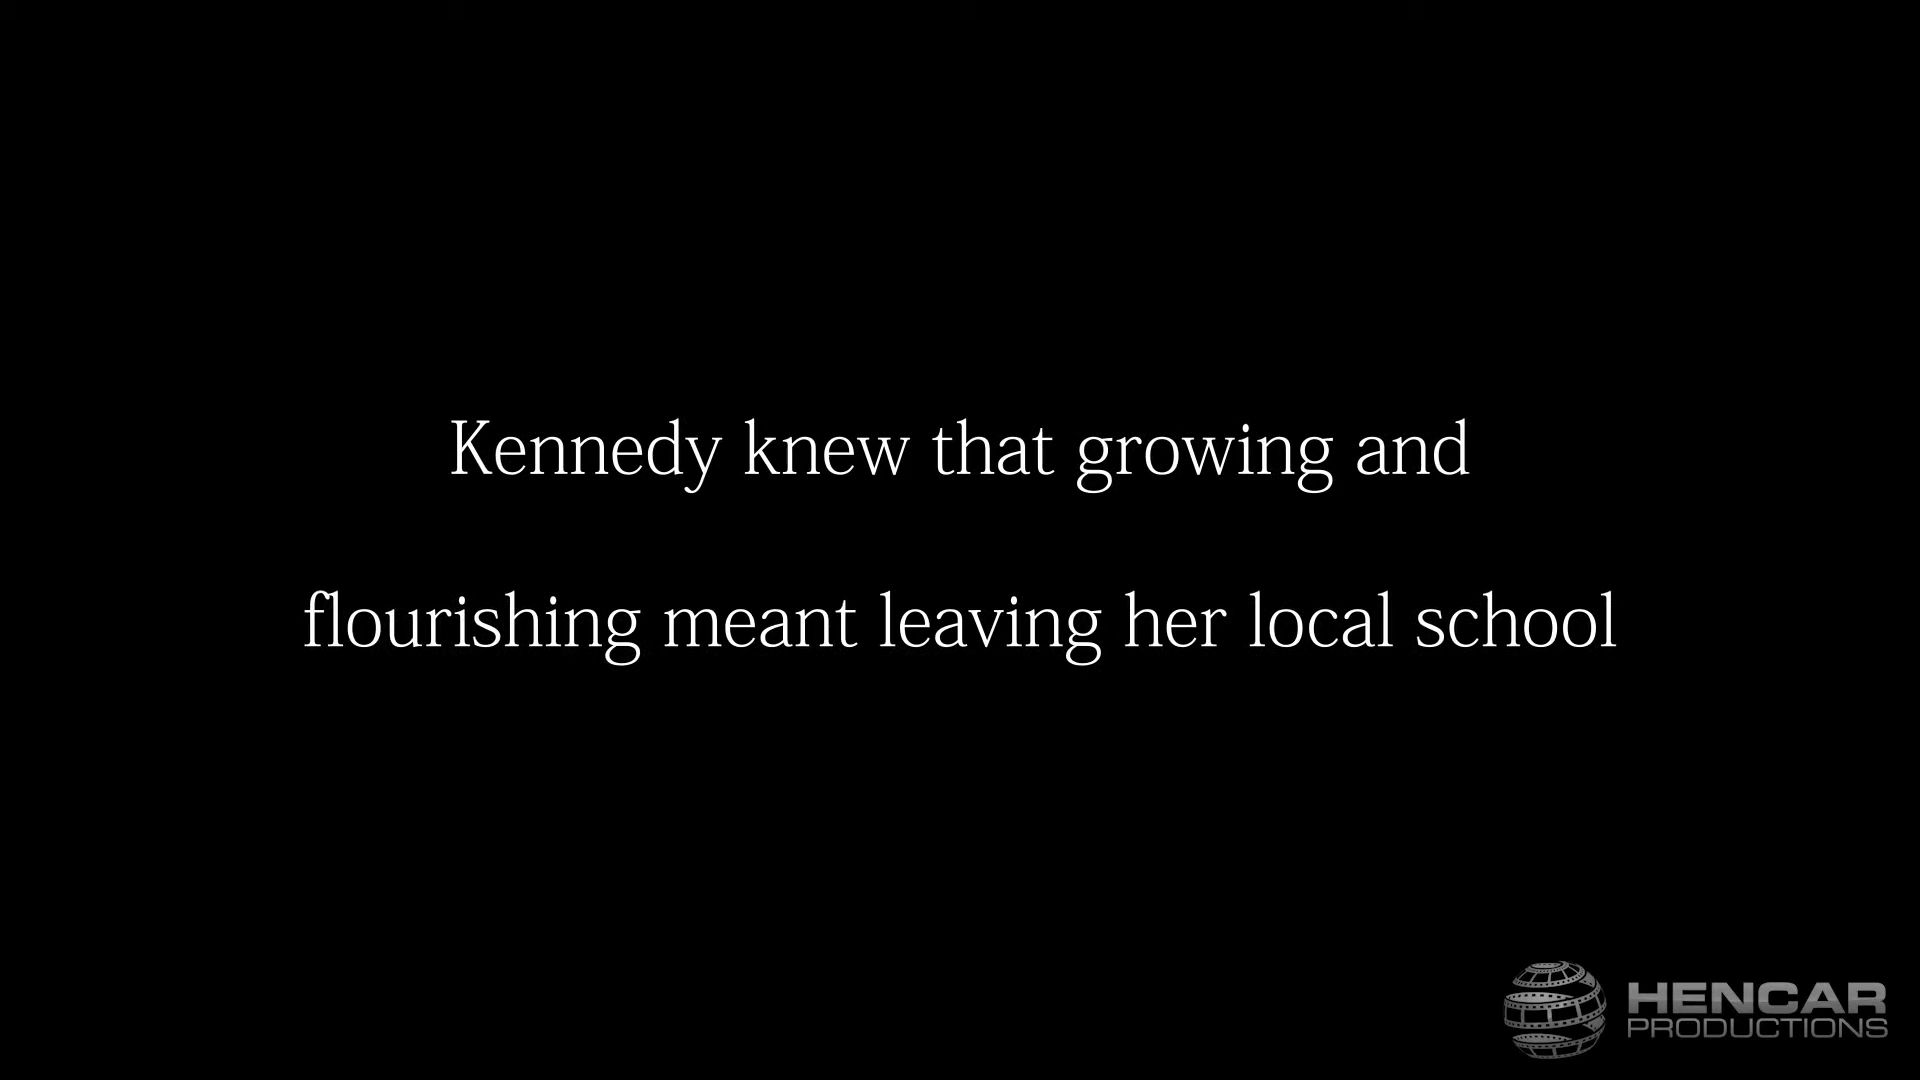 Kennedy knew that growing and
flourishing meant leaving her local school
HENCAR
PRODUCTIONS